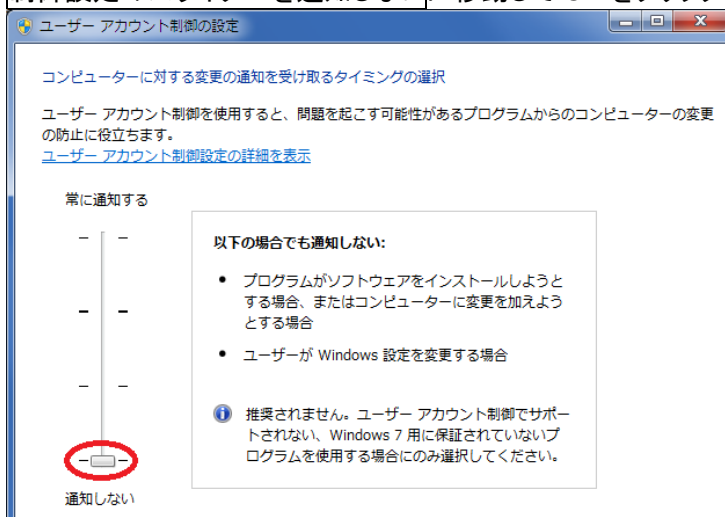 ユーザー アカウント制御の設定
コンピューターに対する変更の通知を受け取るタイミングの選択
ユーザー アカウント制御を使用すると、問題を起こす可能性があるプログラムからのコンピューターの変更
の防止に役立ちます。
ユーザー アカウント制御設定の詳細を表示
常に通知する
以下の場合でも通知しない:
● プログラムがソフトウェアをインストールしようと
する場合、またはコンピューターに変更を加えよう
とする場合
● ユーザーが Windows 設定を変更する場合
推奨されません。ユーザー アカウント制御でサポー
トされない、Windows 7 用に保証されていないプ
ログラムを使用する場合にのみ選択してください。
通知しない